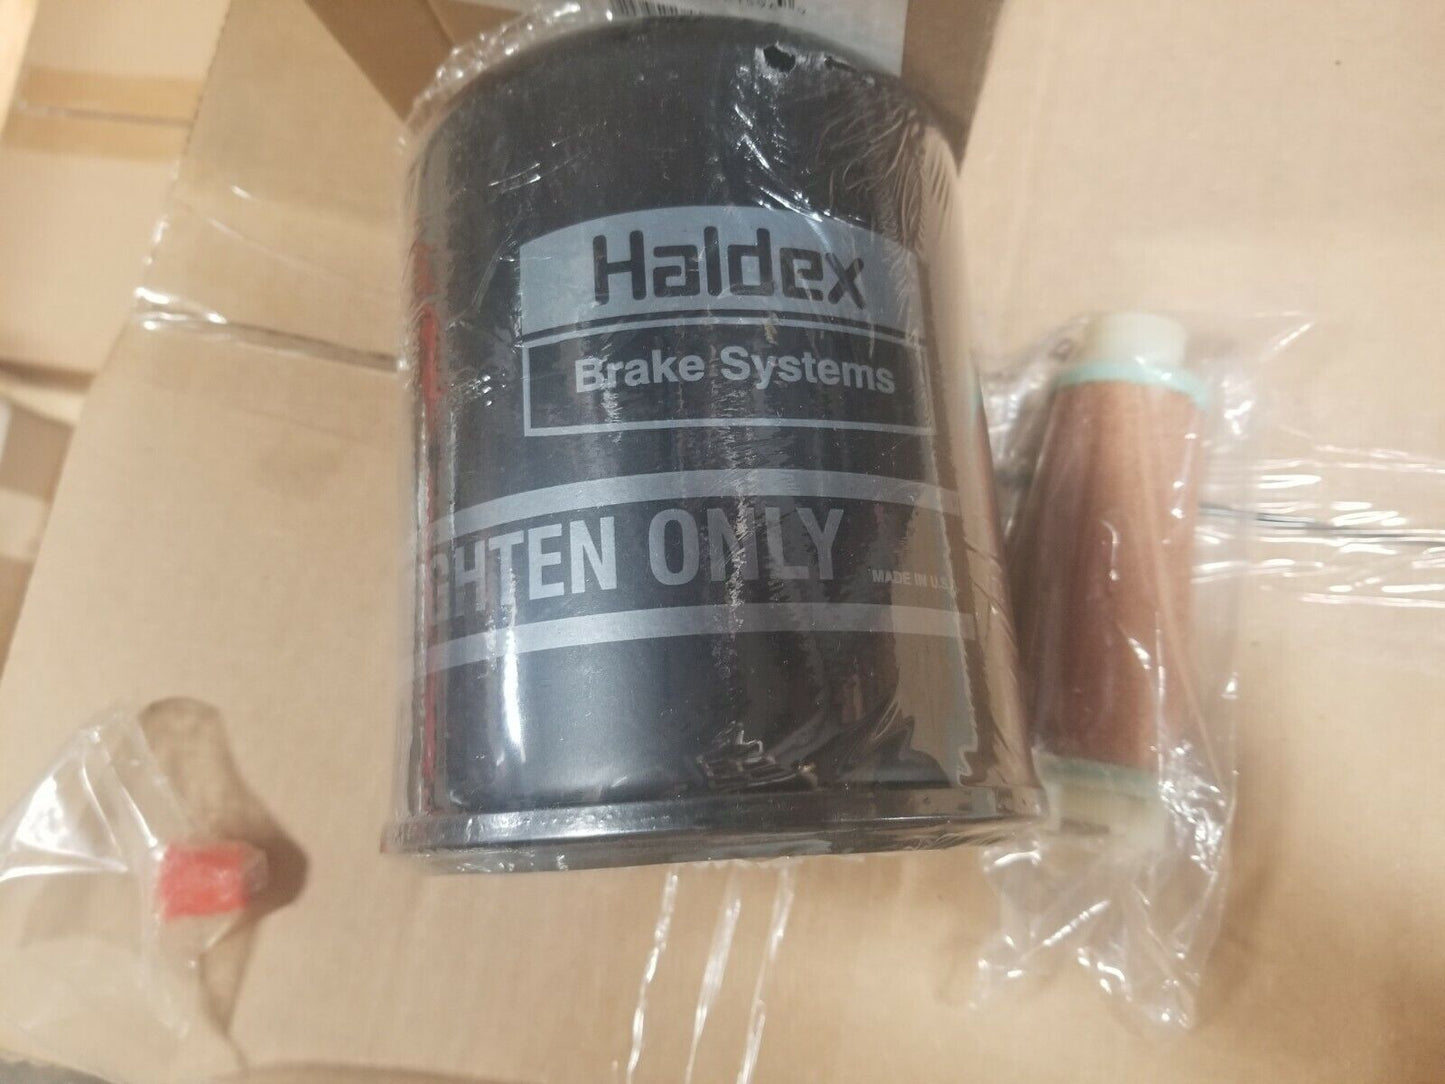 Haldex
Brake Systems
GHTEN ONLY
MADE IN U.S.